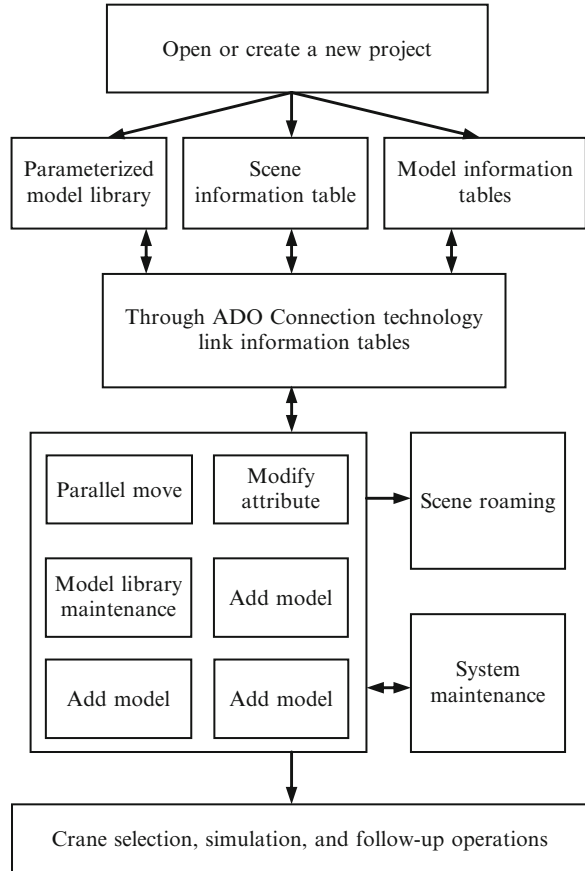 Open or create a new project
Parameterized
model library
Scene
information table
Model information
tables
Through ADO Connection technology
link information tables
Parallel move
Modify
attribute
Scene roaming
Model library
maintenance
Add model
Add model
Add model
System
maintenance
Crane selection, simulation, and follow-up operations